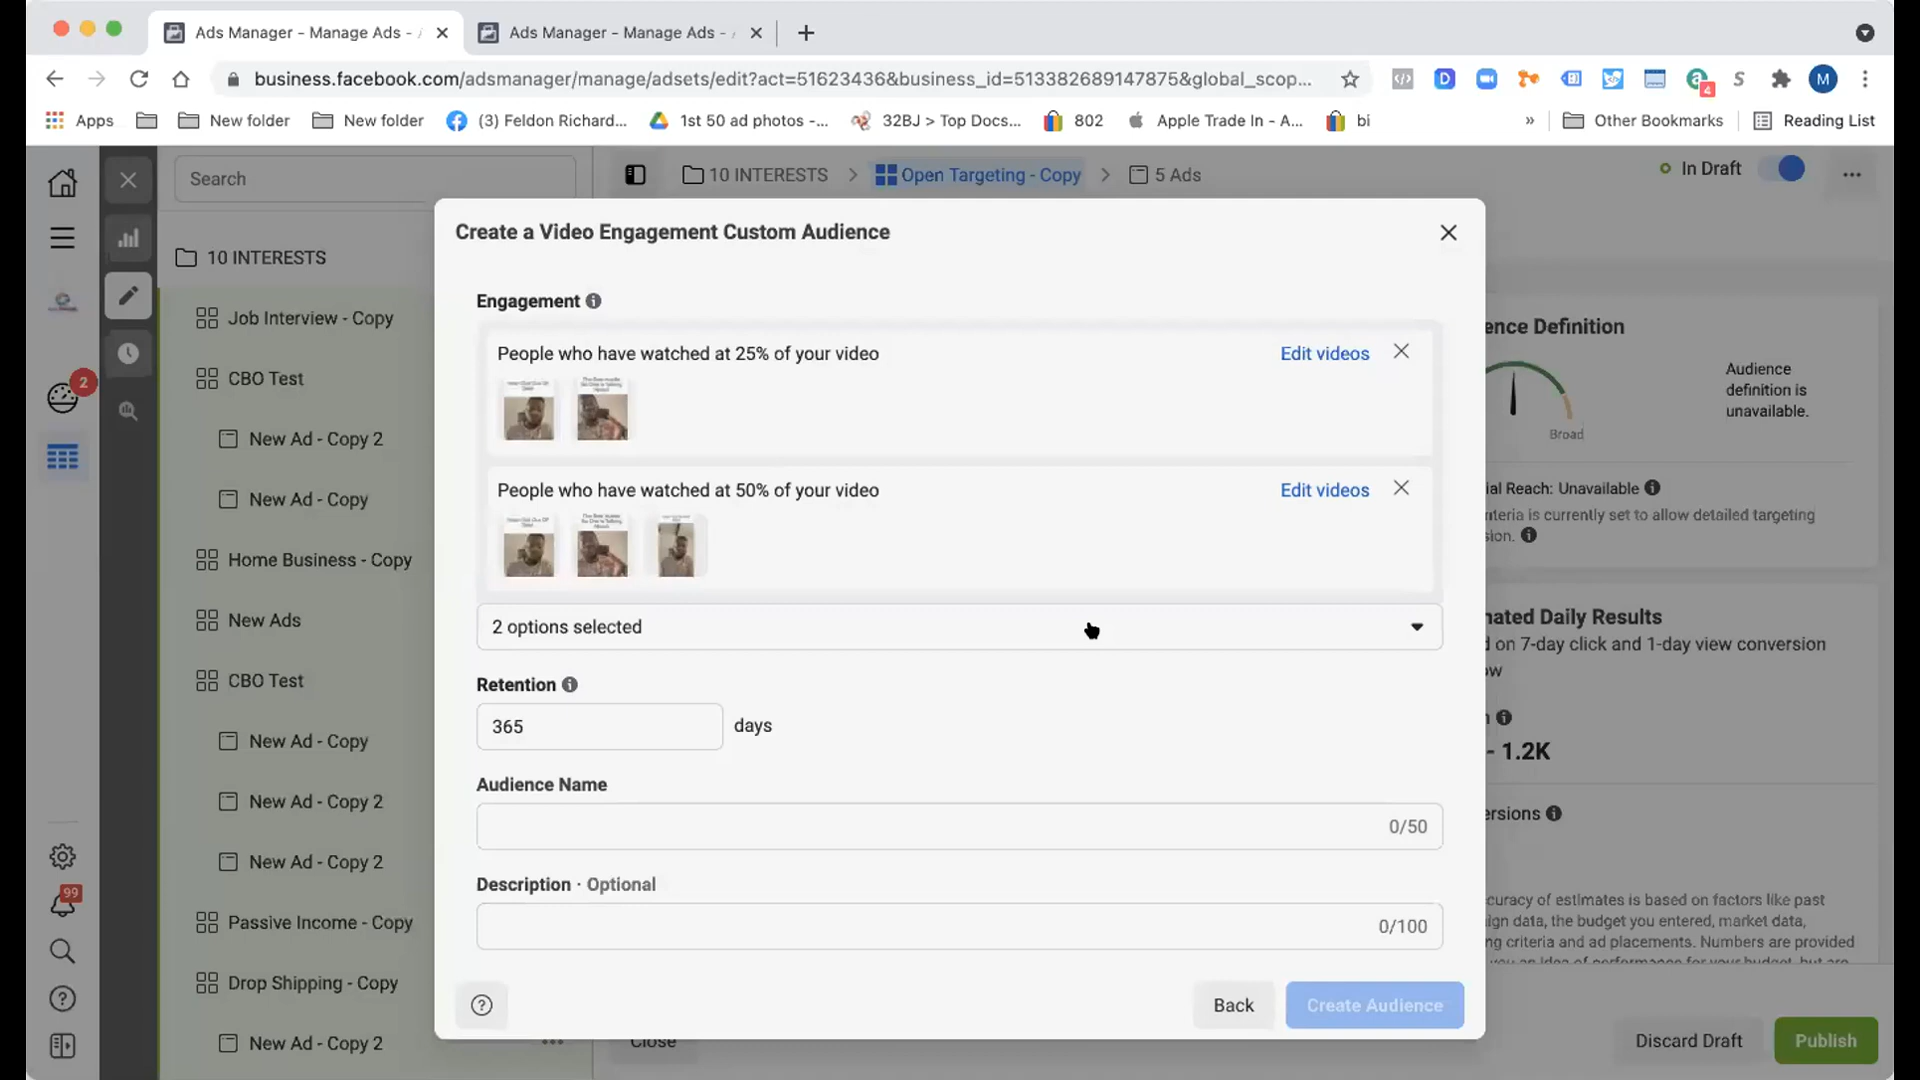 Ads Manager - Manage Ads - /
Ads Manager - Manage Ads - /
business.facebook.com/adsmanager/manage/adsets/edit?act=51623436&business_id=513382689147875&global_scop...
4
M
Apps
New folder
New folder
(3) Feldon Richard...
1st 50 ad photos -...
32BJ > Top Docs...
802
Apple Trade In - A...
bi
»
Other Bookmarks
Reading List
Search
10 INTERESTS
Open Targeting - Copy
5 Ads
In Draft
10 INTERESTS
Job Interview - Copy
CBO Test
New Ad - Copy 2
New Ad - Copy
Home Business - Copy
New Ads
CBO Test
New Ad - Copy
New Ad - Copy 2
New Ad - Copy 2
Passive Income - Copy
Drop Shipping - Copy
New Ad - Copy 2
2
99
Create a Video Engagement Custom Audience
Engagement
People who have watched at 25% of your video
Edit videos
People who have watched at 50% of your video
Edit videos
2 options selected
Retention
365
days
Audience Name
0/50
Description · Optional
0/100
Back
Create Audience
ence Definition
Audience
definition is
unavailable.
Broad
ial Reach: Unavailable
riteria is currently set to allow detailed targeting
sion.
nated Daily Results
d on 7-day click and 1-day view conversion
ow
- 1.2K
ersions
curacy of estimates is based on factors like past
ign data, the budget you entered, market data,
ng criteria and ad placements. Numbers are provided
Close
Discard Draft
Publish